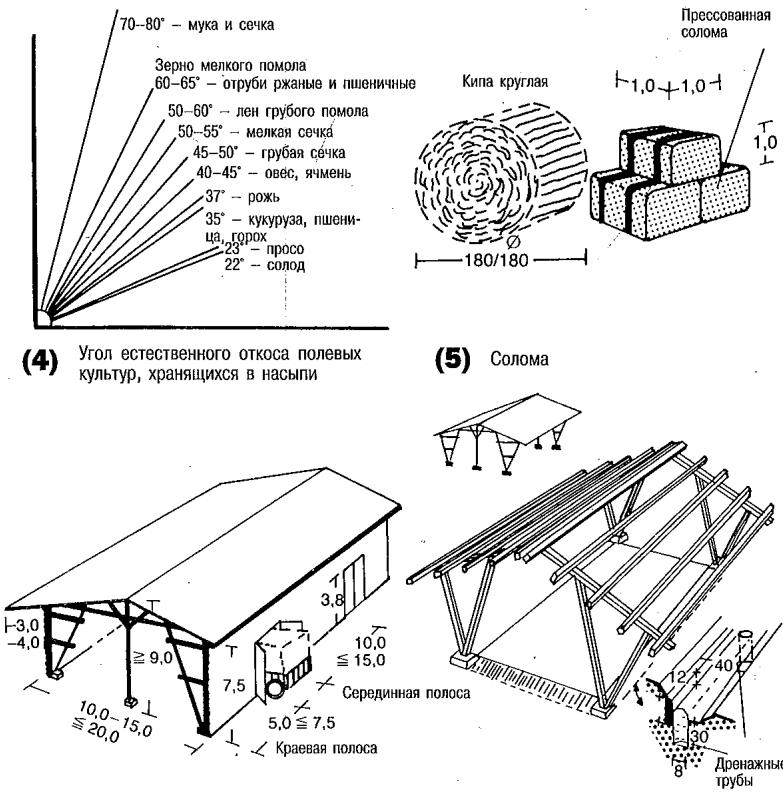 70--80° – мука и сечка
Зерно мелкого помола
60–65° – отруби ржаные и пшеничные
50–60° – лен грубого помола
50–55° – мелкая сечка
45–50° – грубая сечка
40–45° – овес, ячмень
37° – рожь
35° – кукуруза, пшени-
ца, горох
23° – просо
22° – солод
(4) Угол естественного откоса полевых
культур, хранящихся в насыпи
Прессованная
солома
Кипа круглая
1,0 1,0
1,0
Ø
180/180
(5) Солома
3,0
–4,0
≧ 9,0
10,0–15,0
≦ 20,0
7,5
3,8
10,0
≦ 15,0
Серединная полоса
5,0 ≦ 7,5
Краевая полоса
12
40
30
8
Дренажные
трубы